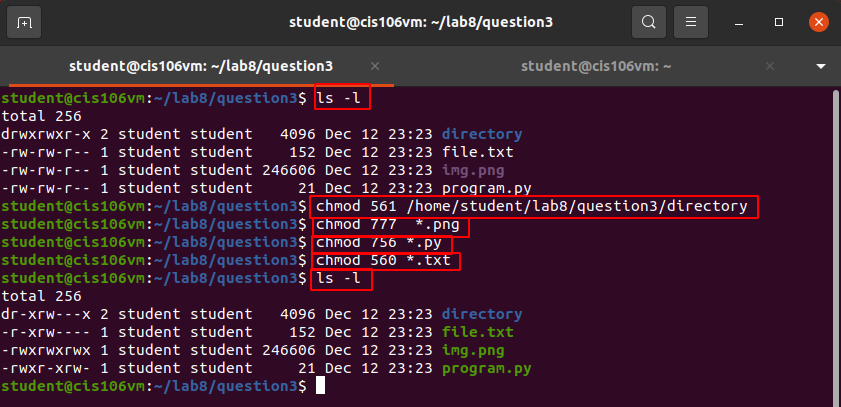 student@cis106vm: ~/lab8/question3
student@cis106vm: ~/lab8/question3 × student@cis106vm: ~ ×
student@cis106vm:~/lab8/question3$ ls -l
total 256
drwxrwxr-x 2 student student   4096 Dec 12 23:23 directory
-rw-rw-r-- 1 student student    152 Dec 12 23:23 file.txt
-rw-rw-r-- 1 student student 246606 Dec 12 23:23 img.png
-rw-rw-r-- 1 student student     21 Dec 12 23:23 program.py
student@cis106vm:~/lab8/question3$ chmod 561 /home/student/lab8/question3/directory
student@cis106vm:~/lab8/question3$ chmod 777  *.png
student@cis106vm:~/lab8/question3$ chmod 756 *.py
student@cis106vm:~/lab8/question3$ chmod 560 *.txt
student@cis106vm:~/lab8/question3$ ls -l
total 256
dr-xrw---x 2 student student   4096 Dec 12 23:23 directory
-r-xrw---- 1 student student    152 Dec 12 23:23 file.txt
-rwxrwxrwx 1 student student 246606 Dec 12 23:23 img.png
-rwxr-xrw- 1 student student     21 Dec 12 23:23 program.py
student@cis106vm:~/lab8/question3$